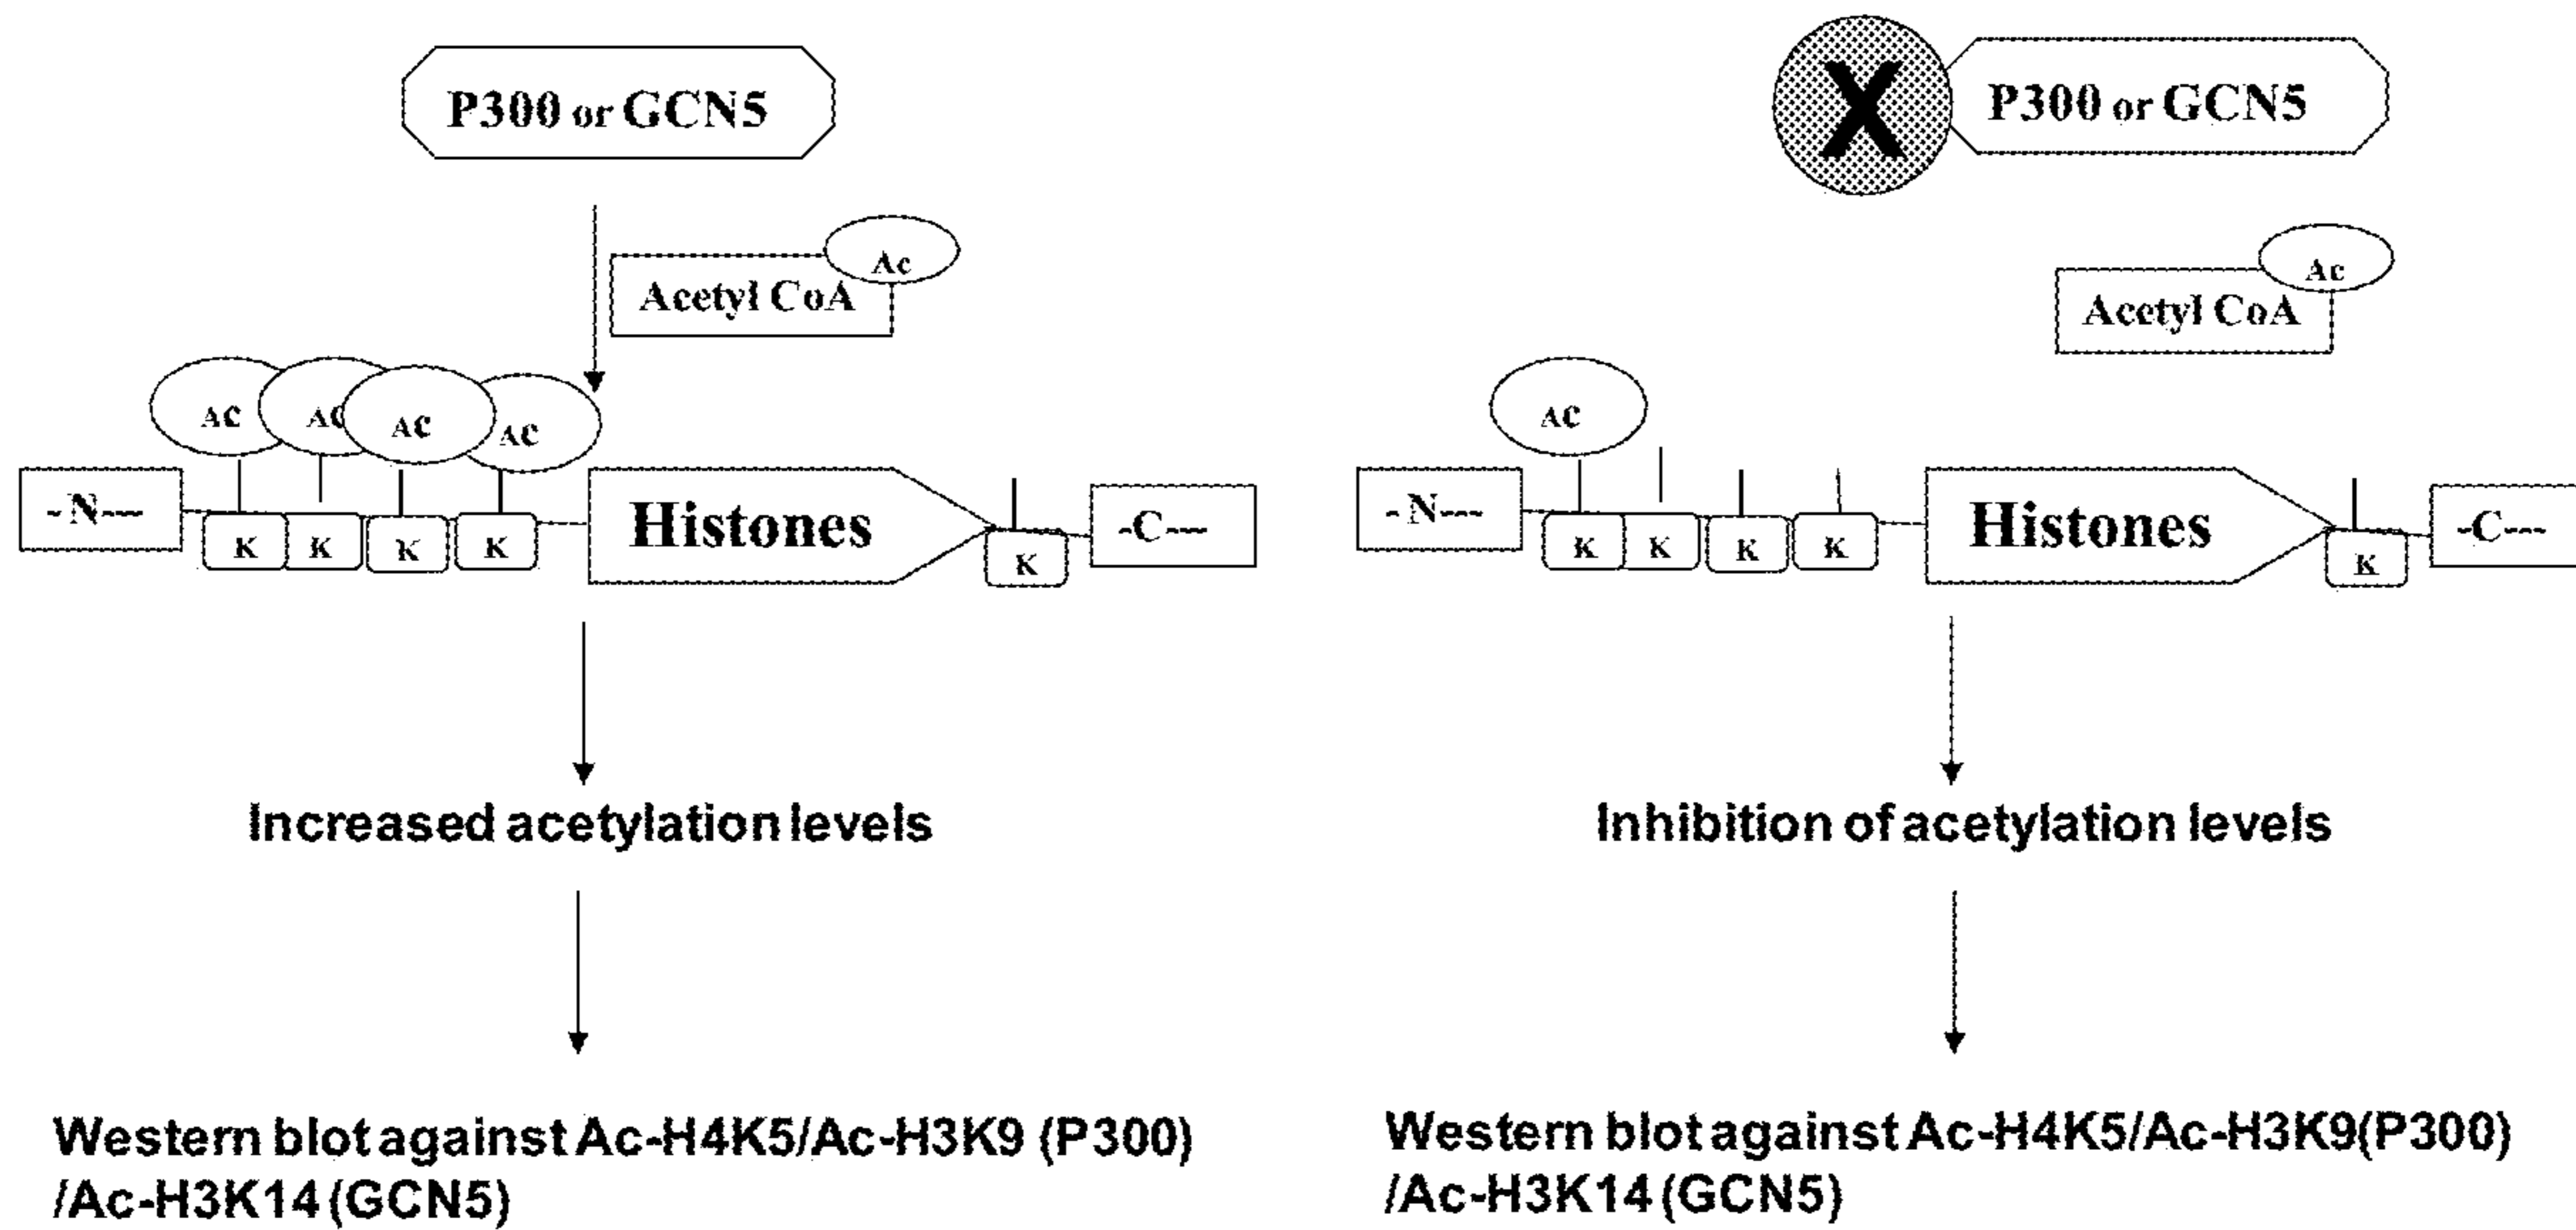 P300 or GCN5
Ac
Acetyl CoA
AC
AC
AC
AC
-N---
K
K
K
K
Histones
K
-C---
Increased acetylation levels
Western blot against Ac-H4K5/Ac-H3K9 (P300)
/Ac-H3K14 (GCN5)
X
P300 or GCN5
Ac
Acetyl CoA
AC
-N---
K
K
K
K
Histones
K
-C---
Inhibition of acetylation levels
Western blot against Ac-H4K5/Ac-H3K9(P300)
/Ac-H3K14 (GCN5)